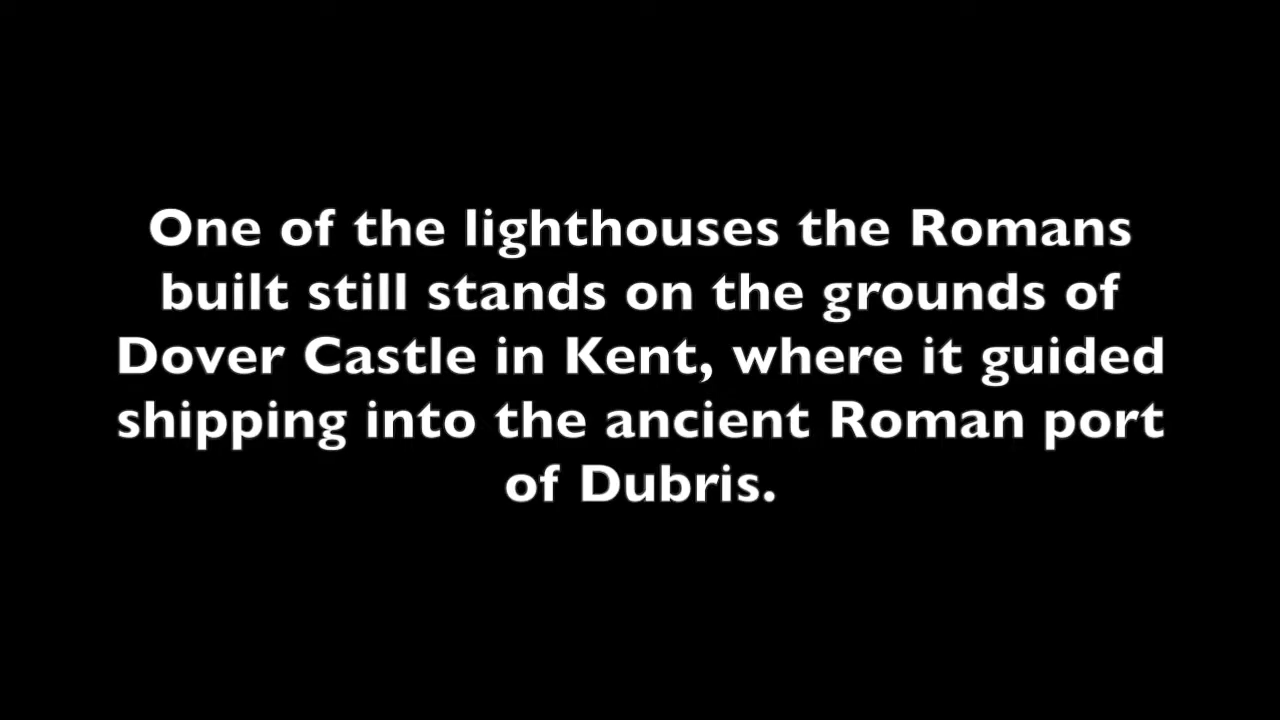 One of the lighthouses the Romans
built still stands on the grounds of
Dover Castle in Kent, where it guided
shipping into the ancient Roman port
of Dubris.